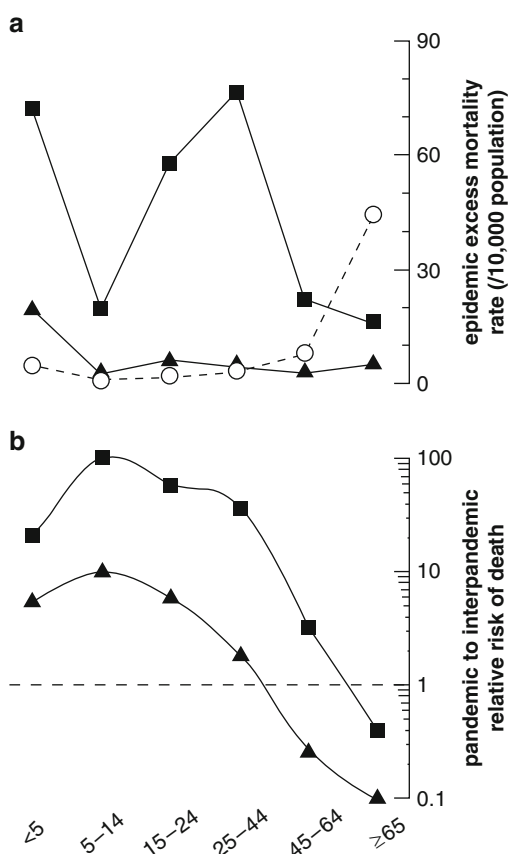 a
90
60
30
0
epidemic excess mortality
rate (/10,000 population)
b
100
10
1
0.1
pandemic to interpandemic
relative risk of death
<5
5–14
15–24
25–44
45–64
≥65